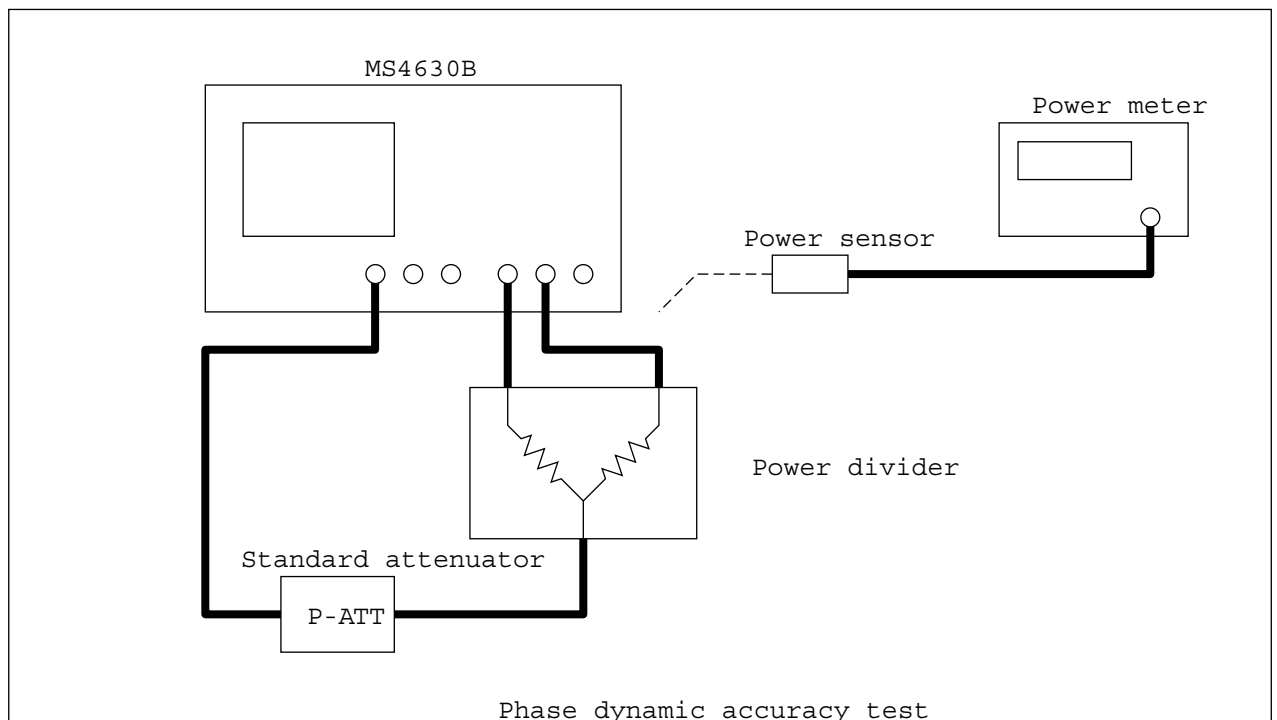 MS4630B
Power meter
Power sensor
Power divider
Standard attenuator
P-ATT
Phase dynamic accuracy test